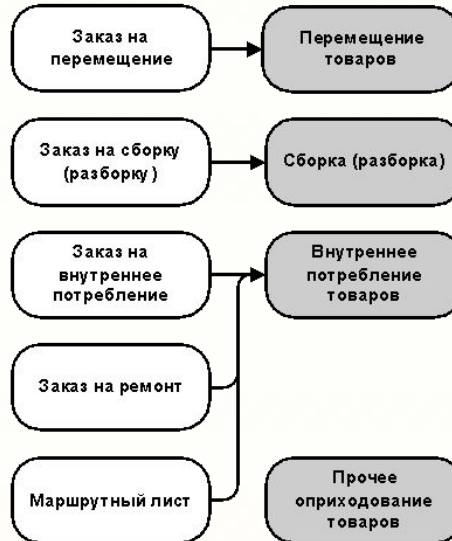 Заказ на
перемещение
Перемещение
товаров
Заказ на сборку
(разборку)
Сборка (разборка)
Заказ на
внутреннее
потребление
Внутреннее
потребление
товаров
Заказ на ремонт
Маршрутный лист
Прочее
оприходование
товаров